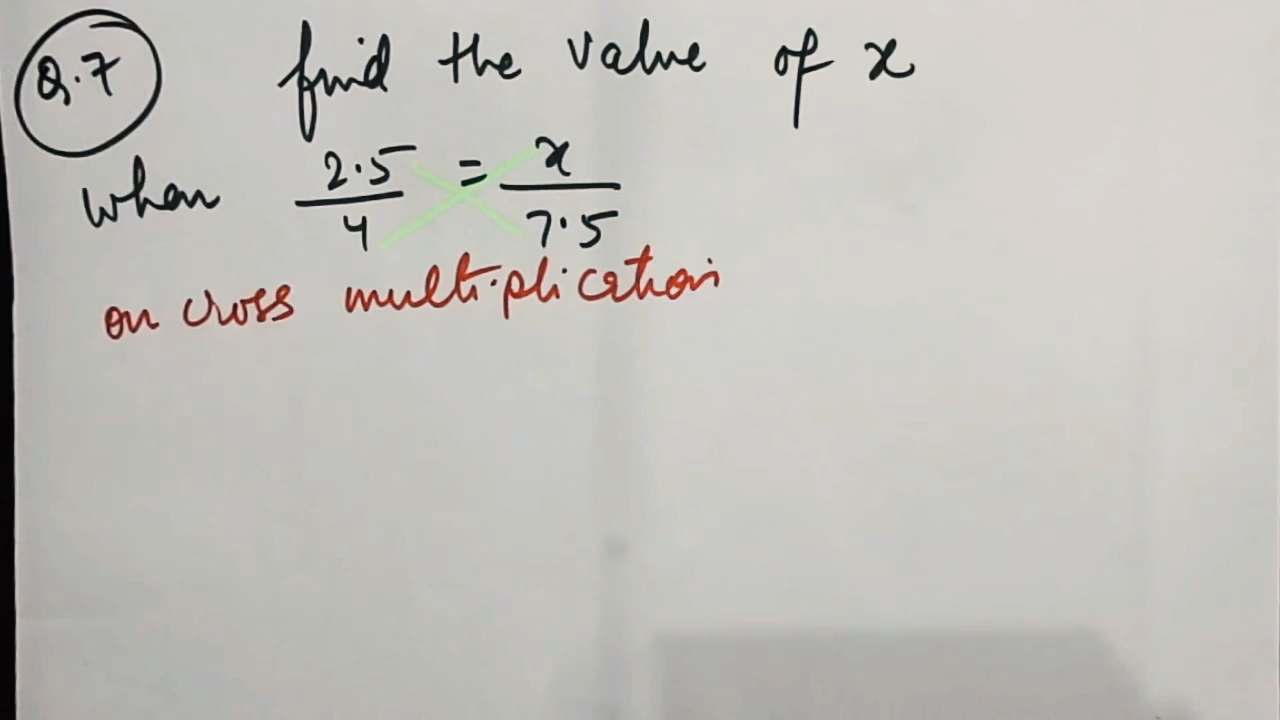 Q.7 find the value of x
when 2.5/4 = x/7.5
on cross multiplication